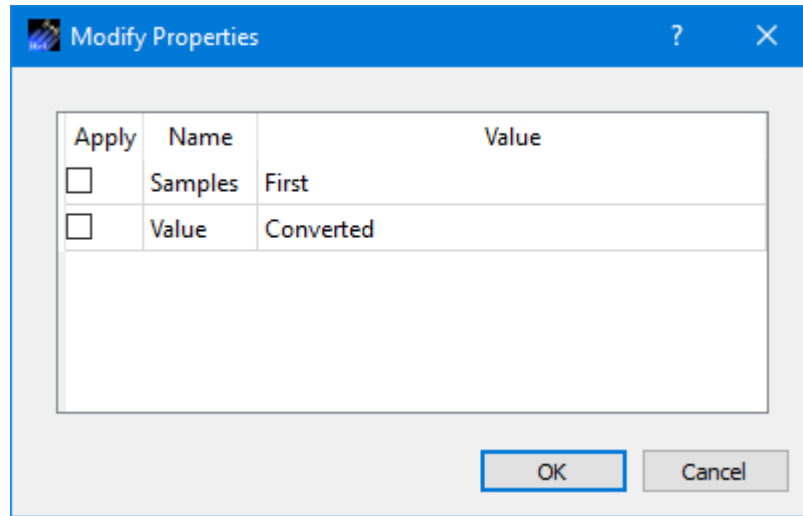 Modify Properties ? ×
Apply Name Value
Samples First
Value Converted
OK Cancel